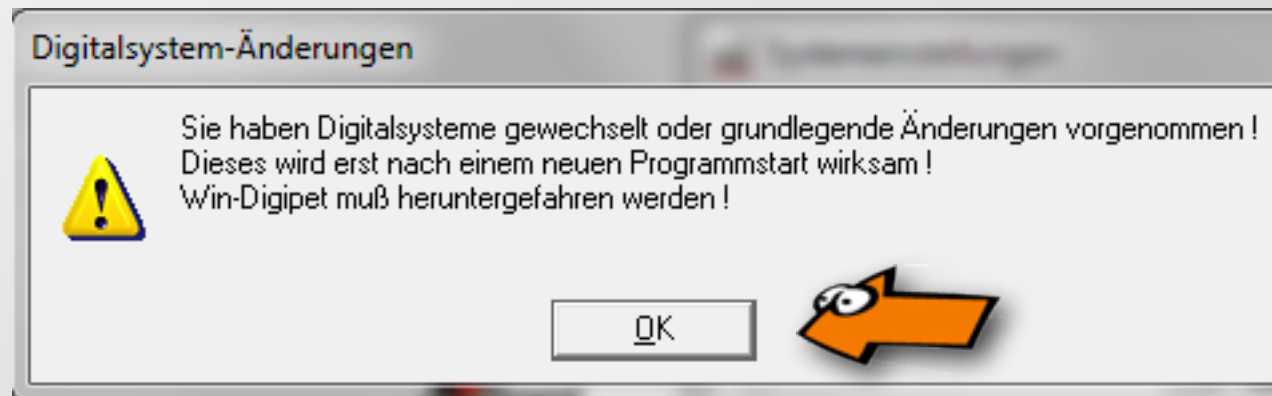 Digitalsystem-Änderungen
Systemeinstellungen
Sie haben Digitalsysteme gewechselt oder grundlegende Änderungen vorgenommen !
Dieses wird erst nach einem neuen Programmstart wirksam !
Win-Digipet muß heruntergefahren werden !
OK